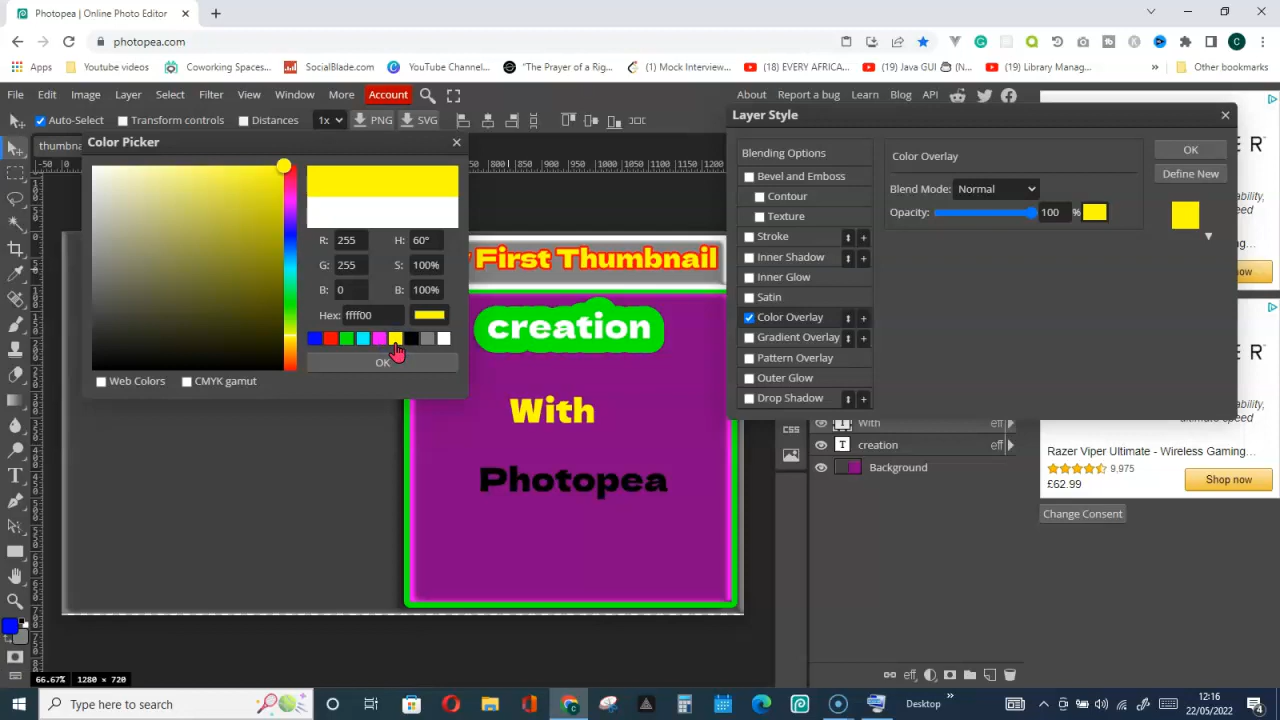 Photopea | Online Photo Editor
photopea.com
Apps
Youtube videos
Coworking Spaces...
SocialBlade.com
YouTube Channel...
"The Prayer of a Rig...
(1) Mock Interview...
(18) EVERY AFRICA...
(19) Java GUI
(N...
(19) Library Manag...
Other bookmarks
File Edit Image Layer Select Filter View Window More Account
About Report a bug Learn Blog API
Auto-Select Transform controls Distances 1x PNG SVG
thumbna
Color Picker
R: 255 H: 60°
G: 255 S: 100%
B: 0 B: 100%
Hex: ffff00
OK
Web Colors CMYK gamut
First Thumbnail
creation
With
Photopea
Layer Style
Blending Options
Bevel and Emboss
Contour
Texture
Stroke
Inner Shadow
Inner Glow
Satin
Color Overlay
Gradient Overlay
Pattern Overlay
Outer Glow
Drop Shadow
Color Overlay
Blend Mode: Normal
Opacity: 100 %
OK
Define New
CSS
With eff
creation eff
Background
Razer Viper Ultimate - Wireless Gaming...
9,975
£62.99
Shop now
Change Consent
66.67% 1280 × 720
Type here to search
Desktop
12:16
22/05/2022